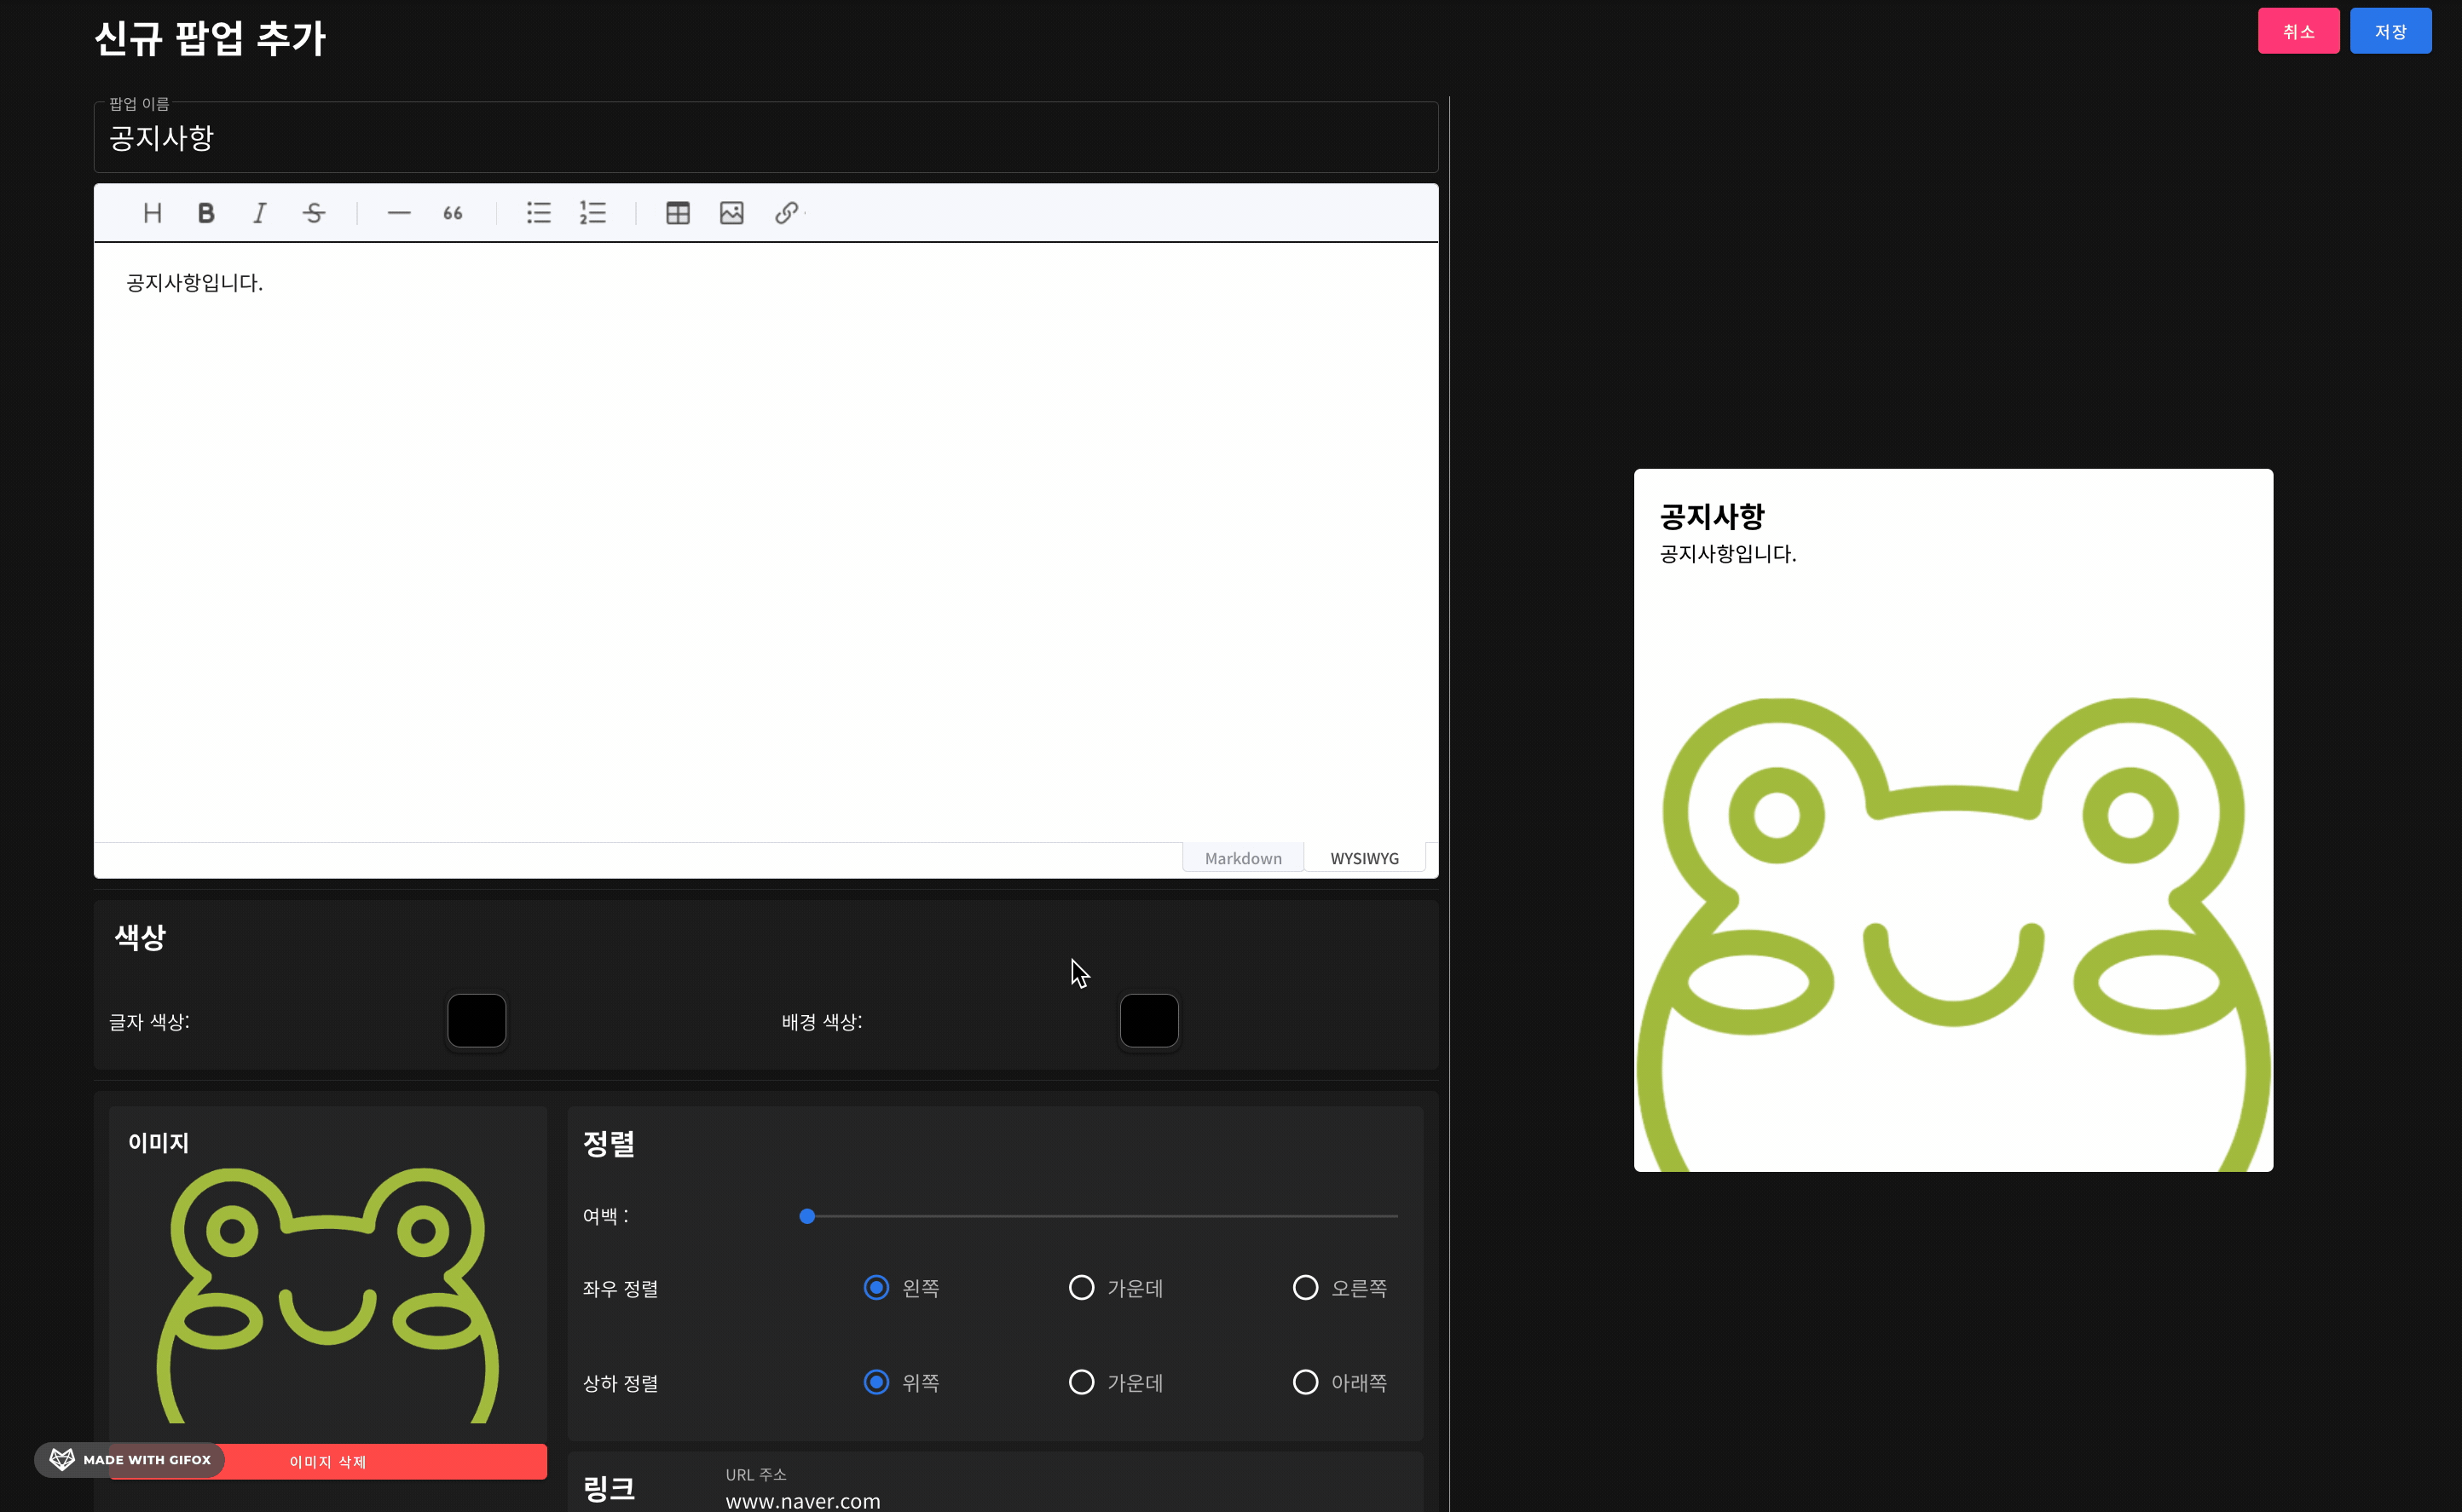 신규 팝업 추가
취소
저장
팝업 이름
공지사항
H B I S — 66
공지사항입니다.
Markdown
WYSIWYG
공지사항
공지사항입니다.
색상
글자 색상:
배경 색상:
이미지
이미지 삭제
정렬
여백 :
좌우 정렬
왼쪽
가운데
오른쪽
상하 정렬
위쪽
가운데
아래쪽
링크
URL 주소
www.naver.com
MADE WITH GIFOX